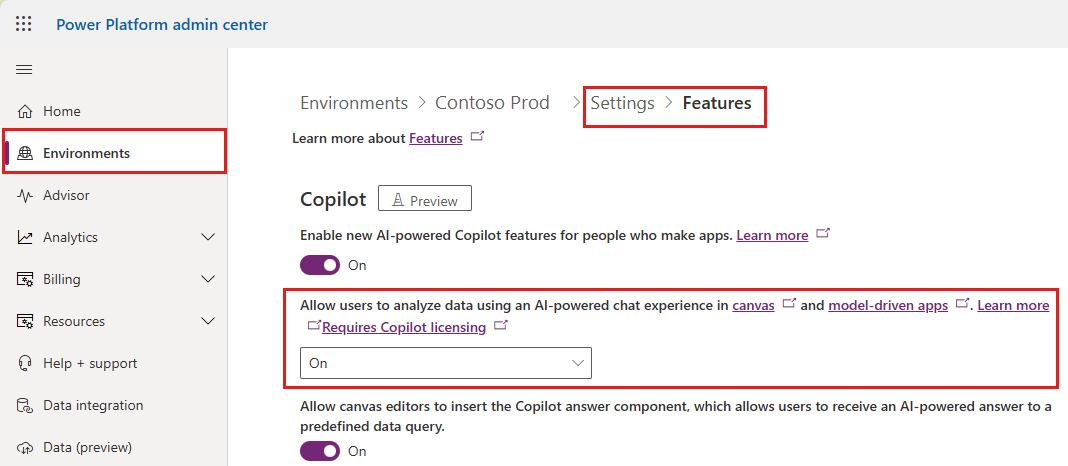 Power Platform admin center
Home
Environments
Advisor
Analytics
Billing
Resources
Help + support
Data integration
Data (preview)
Environments > Contoso Prod > Settings > Features
Learn more about Features
Copilot Preview
Enable new AI-powered Copilot features for people who make apps. Learn more
On
Allow users to analyze data using an AI-powered chat experience in canvas and model-driven apps . Learn more
Requires Copilot licensing
On
Allow canvas editors to insert the Copilot answer component, which allows users to receive an AI-powered answer to a
predefined data query.
On